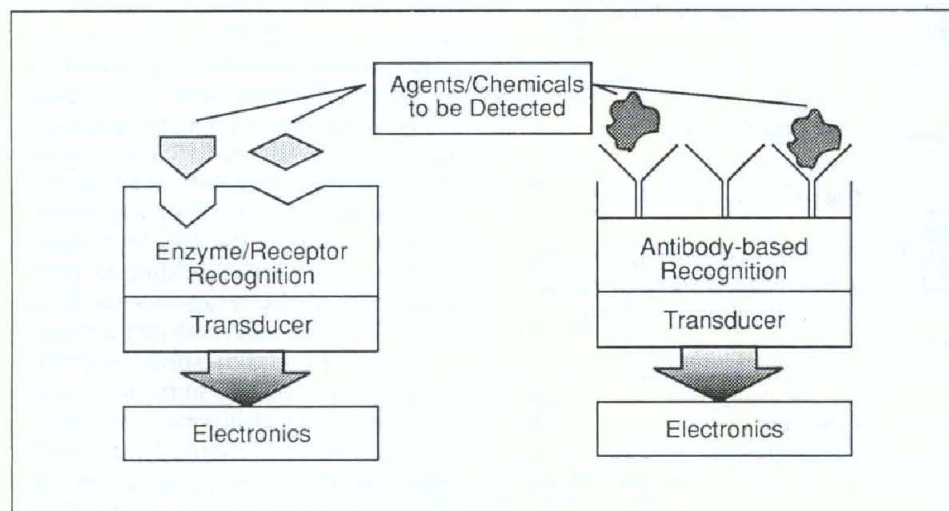 Agents/Chemicals
to be Detected
Enzyme/Receptor
Recognition
Transducer
Electronics
Antibody-based
Recognition
Transducer
Electronics